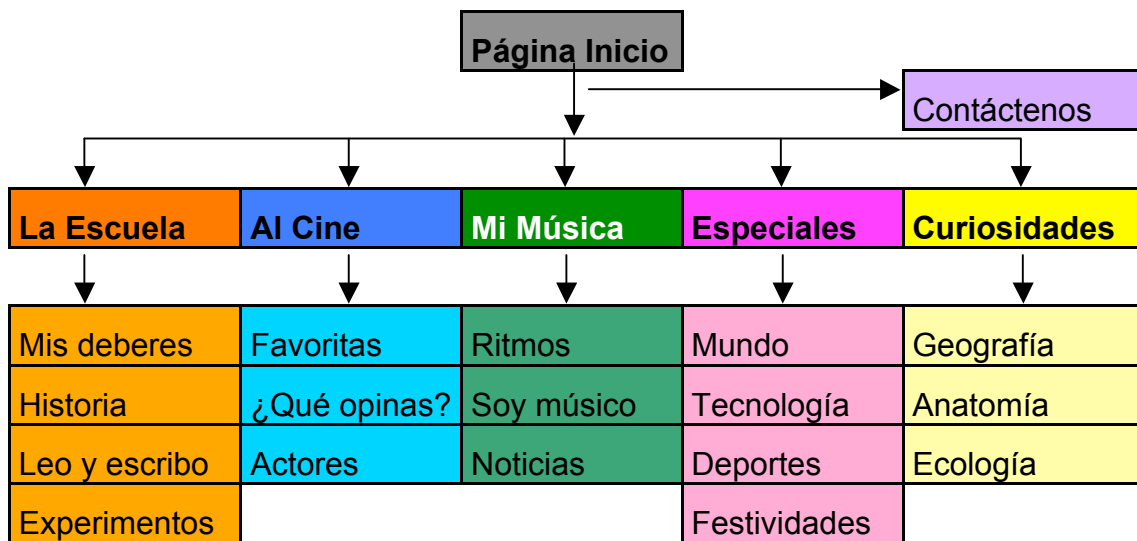 Página Inicio
Contáctenos
La Escuela
Al Cine
Mi Música
Especiales
Curiosidades
Mis deberes
Favoritas
Ritmos
Mundo
Geografía
Historia
¿Qué opinas?
Soy músico
Tecnología
Anatomía
Leo y escribo
Actores
Noticias
Deportes
Ecología
Experimentos
Festividades